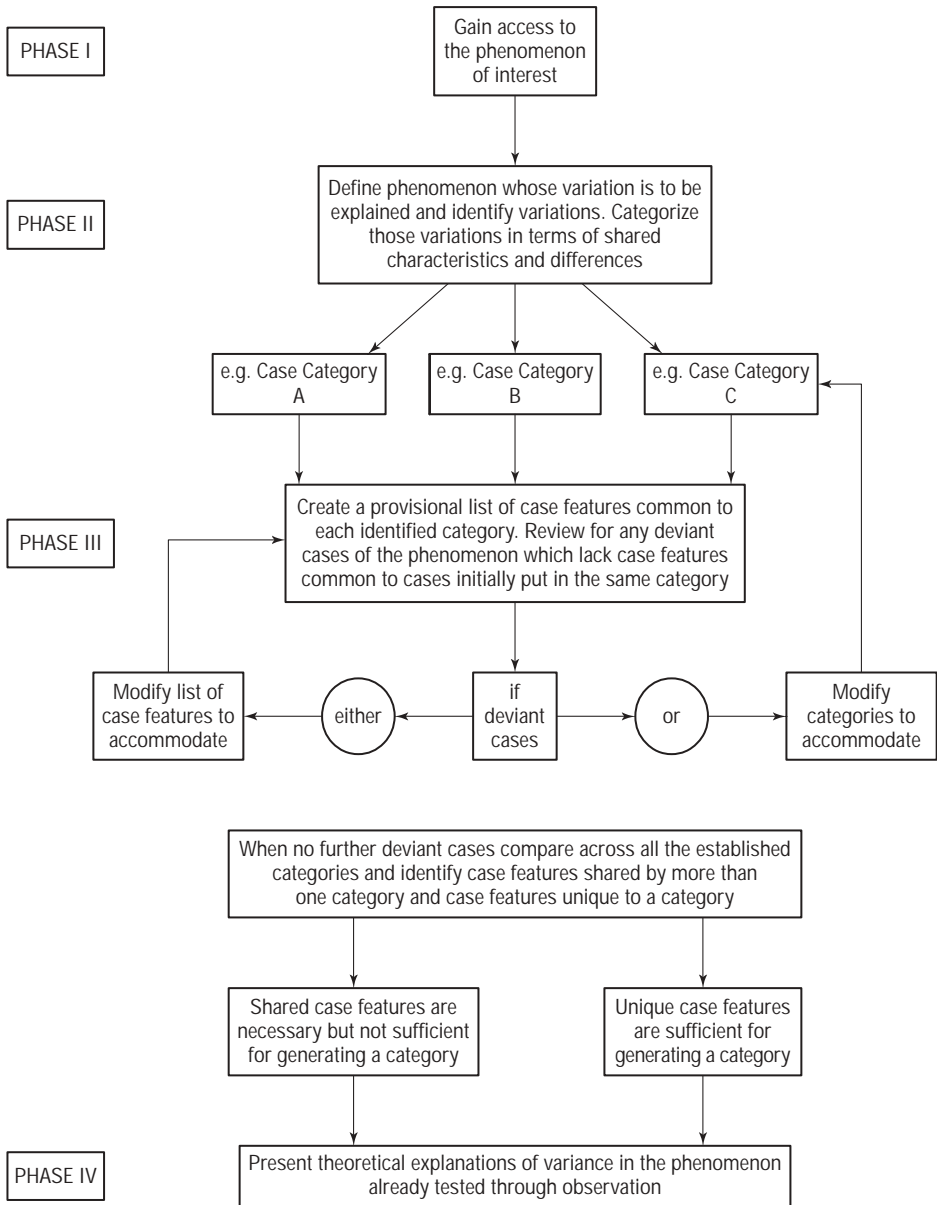 PHASE I
Gain access to
the phenomenon
of interest
PHASE II
Define phenomenon whose variation is to be
explained and identify variations. Categorize
those variations in terms of shared
characteristics and differences
e.g. Case Category
A
e.g. Case Category
B
e.g. Case Category
C
PHASE III
Create a provisional list of case features common to
each identified category. Review for any deviant
cases of the phenomenon which lack case features
common to cases initially put in the same category
Modify list of
case features to
accommodate
either
if
deviant
cases
or
Modify
categories to
accommodate
When no further deviant cases compare across all the established
categories and identify case features shared by more than
one category and case features unique to a category
Shared case features are
necessary but not sufficient
for generating a category
Unique case features
are sufficient for
generating a category
PHASE IV
Present theoretical explanations of variance in the phenomenon
already tested through observation